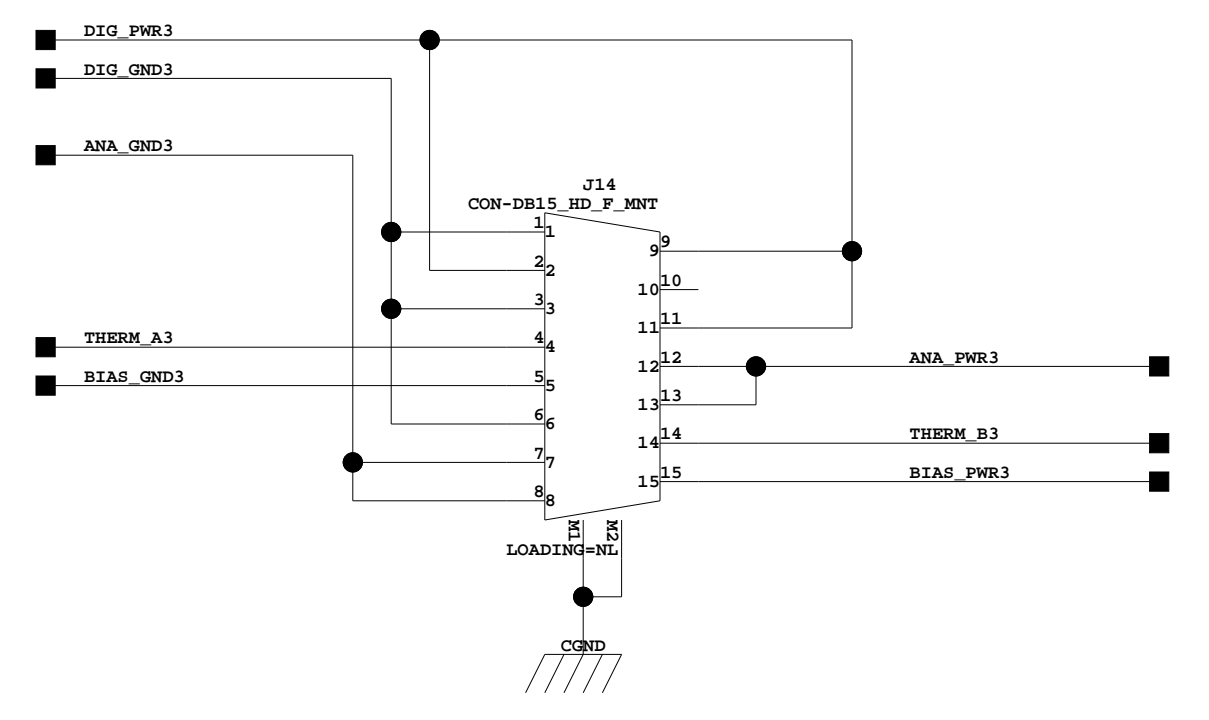 DIG_PWR3
DIG_GND3
ANA_GND3
J14
CON-DB15_HD_F_MNT
1 1
9 9
2 2
10 10
3 3
11 11
THERM_A3
4 4
12 12
ANA_PWR3
BIAS_GND3
5 5
13 13
6 6
14 14
THERM_B3
7 7
15 15
BIAS_PWR3
8 8
M1
M2
LOADING=NL
CGND